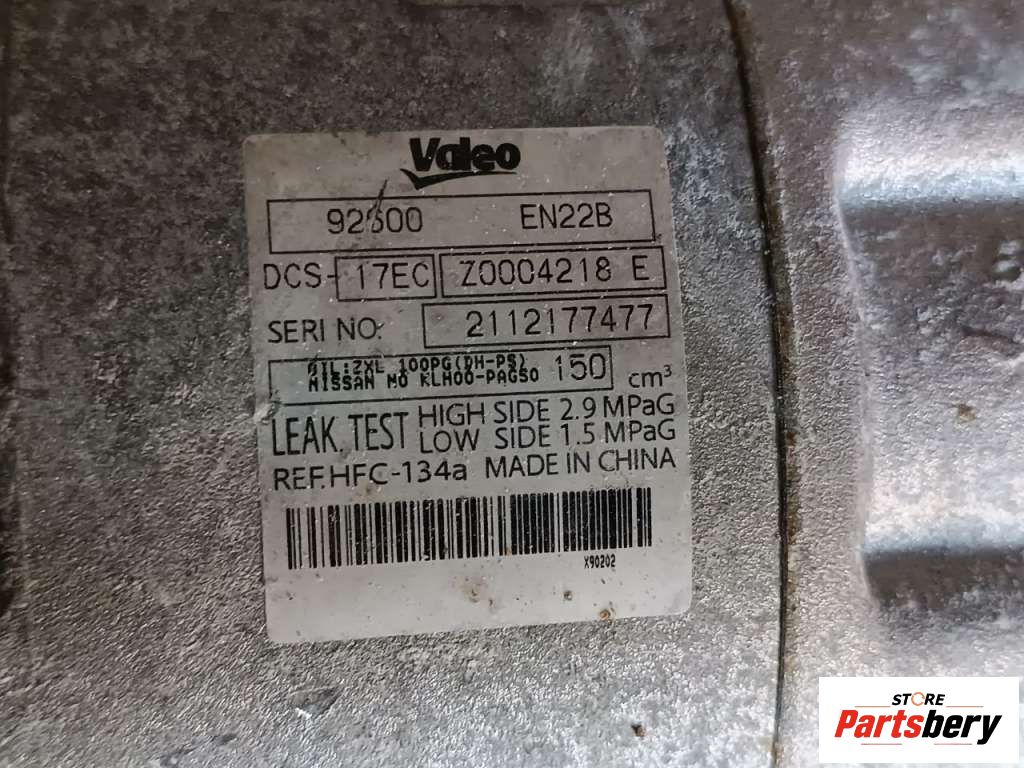 Valeo
92600 EN22B
DCS- 17EC Z0004218 E
SERI NO: 2112177477
OIL:ZXL 100PG(DH-PS)
NISSAN MO KLH00-PAGS0 150 cm³
LEAK TEST HIGH SIDE 2.9 MPaG
LOW SIDE 1.5 MPaG
REF.HFC-134a MADE IN CHINA
X90202
STORE
Partsbery